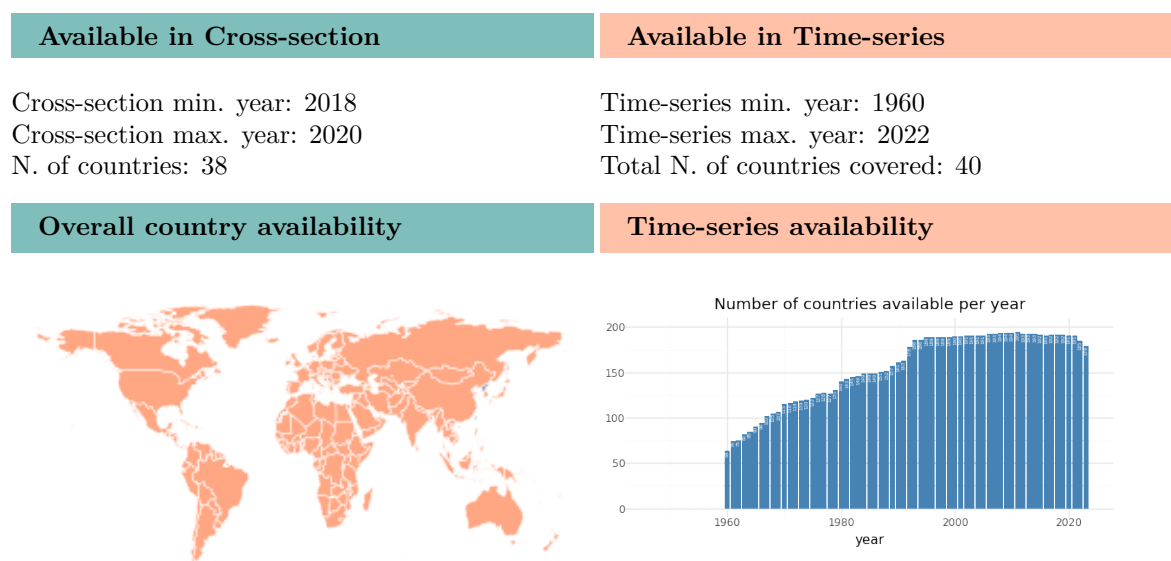 Available in Cross-section
Available in Time-series
Cross-section min. year: 2018
Cross-section max. year: 2020
N. of countries: 38
Time-series min. year: 1960
Time-series max. year: 2022
Total N. of countries covered: 40
Overall country availability
Time-series availability
Number of countries available per year
200
150
100
50
0
1960
1980
2000
2020
year